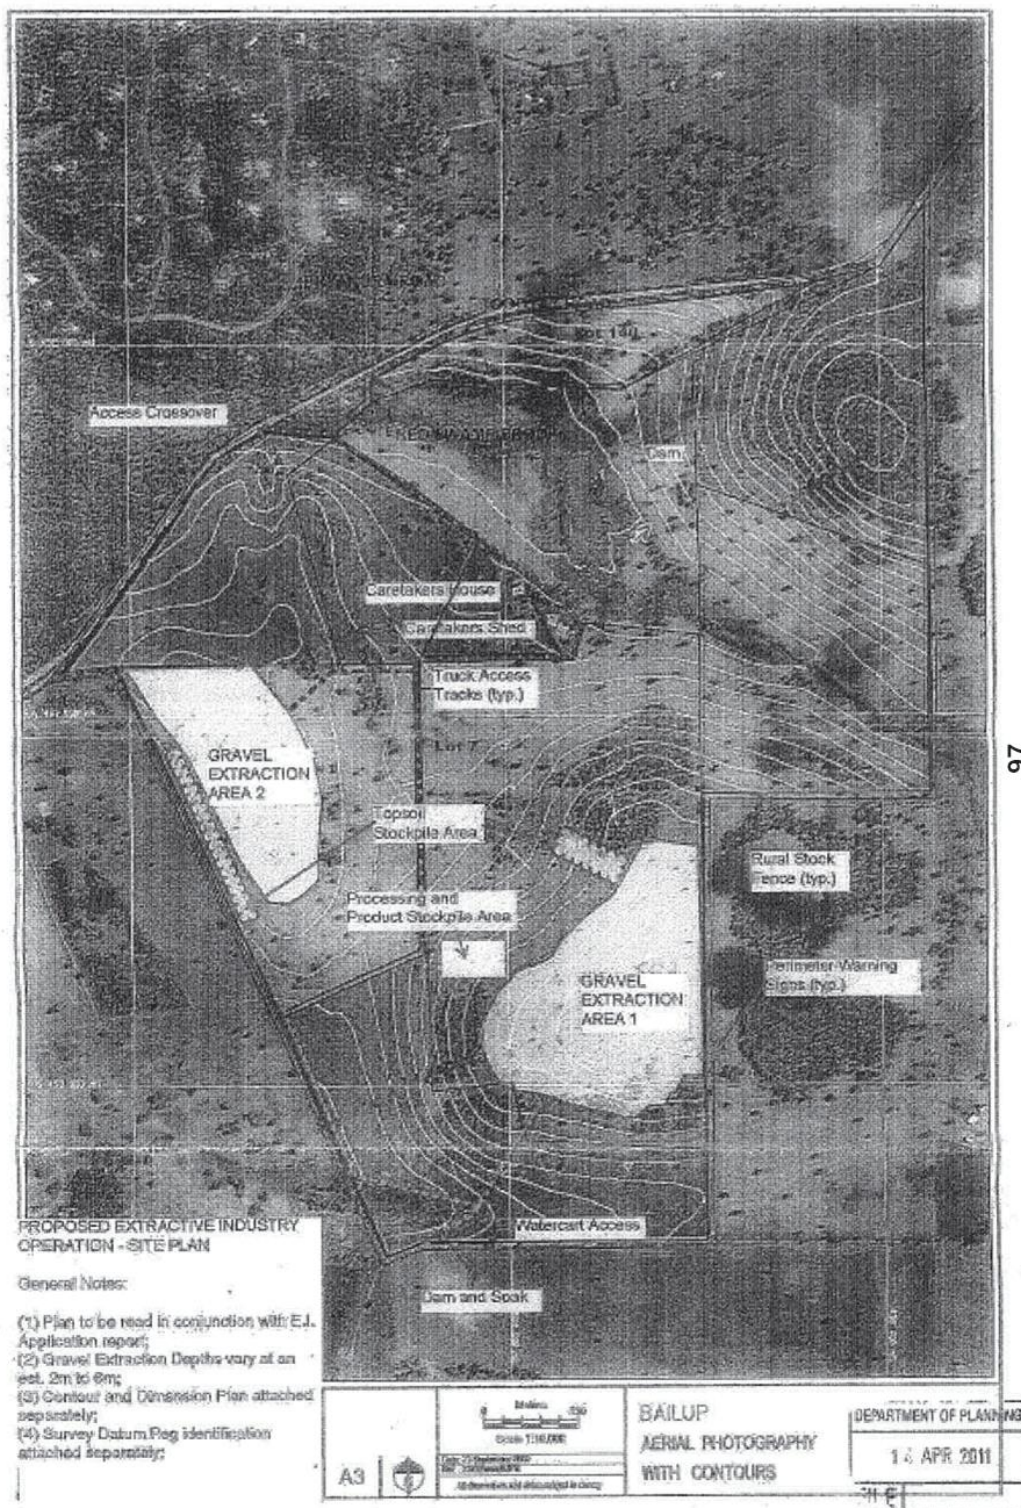 Lot 140
Access Crossover
Dam
Caretakers House
Caretakers Shed
Truck Access
Tracks (typ.)
Lot 7
GRAVEL
EXTRACTION
AREA 2
Topsoil
Stockpile Area
Processing and
Product Stockpile Area
Rural Stock
Fence (typ.)
Perimeter Warning
Signs (typ.)
GRAVEL
EXTRACTION
AREA 1
Watercart Access
Dam and Soak
97
PROPOSED EXTRACTIVE INDUSTRY
OPERATION - SITE PLAN
General Notes:
(1) Plan to be read in conjunction with E.I.
Application report;
(2) Gravel Extraction Depths vary at an
est. 2m to 6m;
(3) Contour and Dimension Plan attached
separately;
(4) Survey Datum Peg identification
attached separately;
A3
Metres
0
Scale 1:10,000
BAILUP
AERIAL PHOTOGRAPHY
WITH CONTOURS
DEPARTMENT OF PLANNING
14 APR 2011